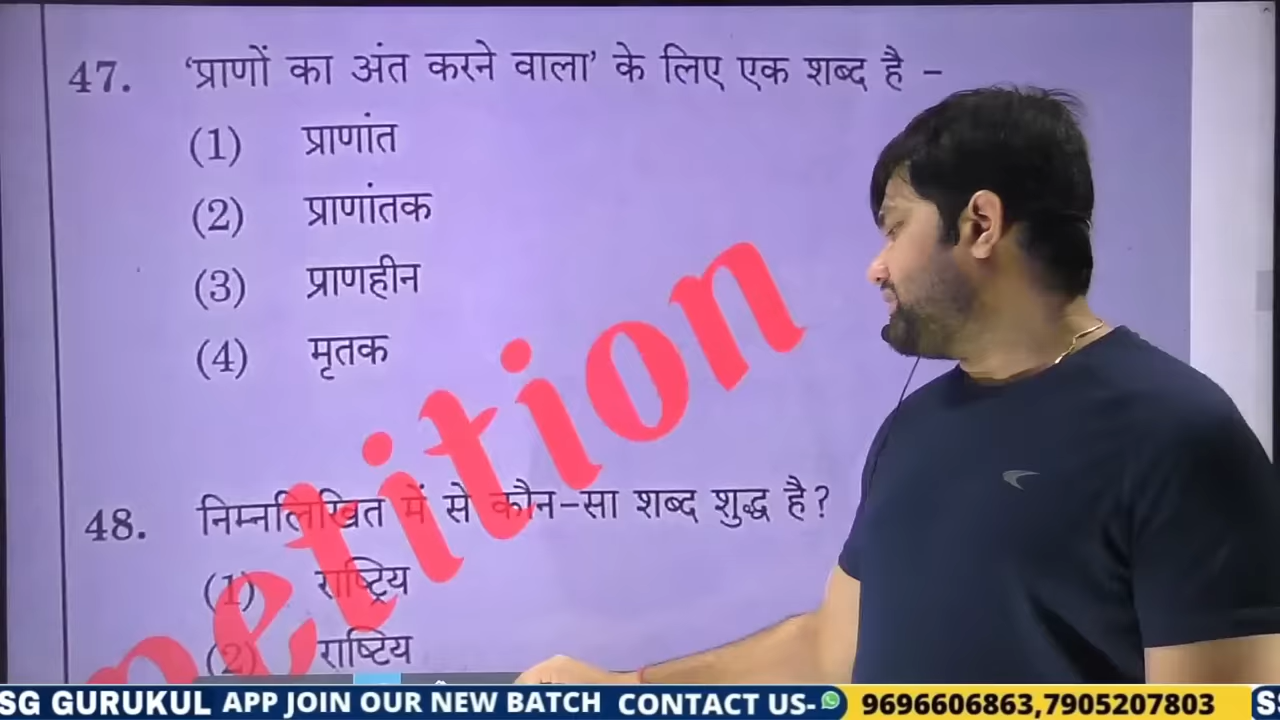 47. ‘प्राणों का अंत करने वाला’ के लिए एक शब्द है –
(1) प्राणांत
(2) प्राणांतक
(3) प्राणहीन
(4) मृतक
petition
48. निम्नलिखित में से कौन-सा शब्द शुद्ध है?
(1) राष्ट्रिय
(2) राष्टिय
SG GURUKUL APP JOIN OUR NEW BATCH CONTACT US- 9696606863,7905207803